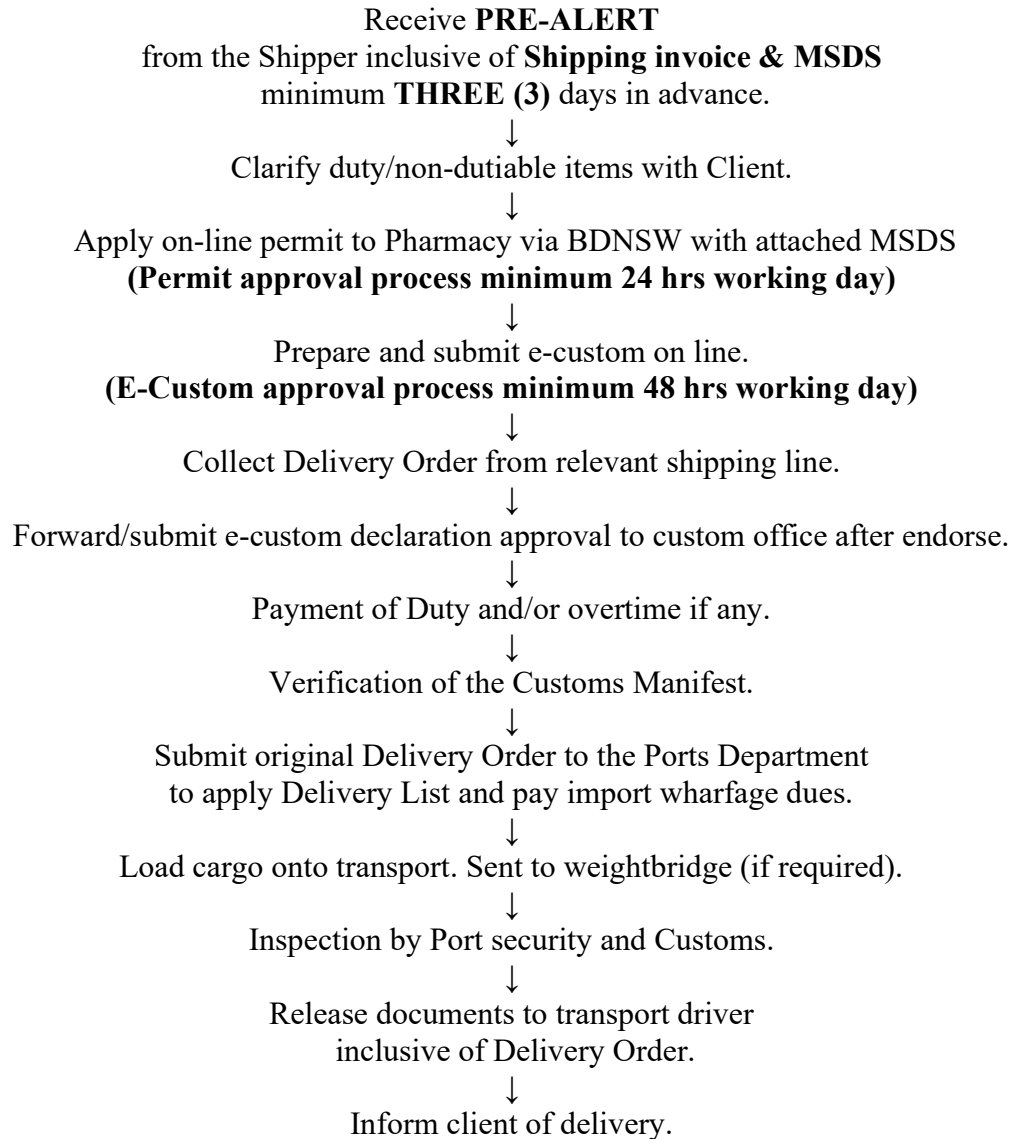 Receive PRE-ALERT
from the Shipper inclusive of Shipping invoice & MSDS
minimum THREE (3) days in advance.
↓
Clarify duty/non-dutiable items with Client.
↓
Apply on-line permit to Pharmacy via BDNSW with attached MSDS
(Permit approval process minimum 24 hrs working day)
↓
Prepare and submit e-custom on line.
(E-Custom approval process minimum 48 hrs working day)
↓
Collect Delivery Order from relevant shipping line.
↓
Forward/submit e-custom declaration approval to custom office after endorse.
↓
Payment of Duty and/or overtime if any.
↓
Verification of the Customs Manifest.
↓
Submit original Delivery Order to the Ports Department
to apply Delivery List and pay import wharfage dues.
↓
Load cargo onto transport. Sent to weightbridge (if required).
↓
Inspection by Port security and Customs.
↓
Release documents to transport driver
inclusive of Delivery Order.
↓
Inform client of delivery.